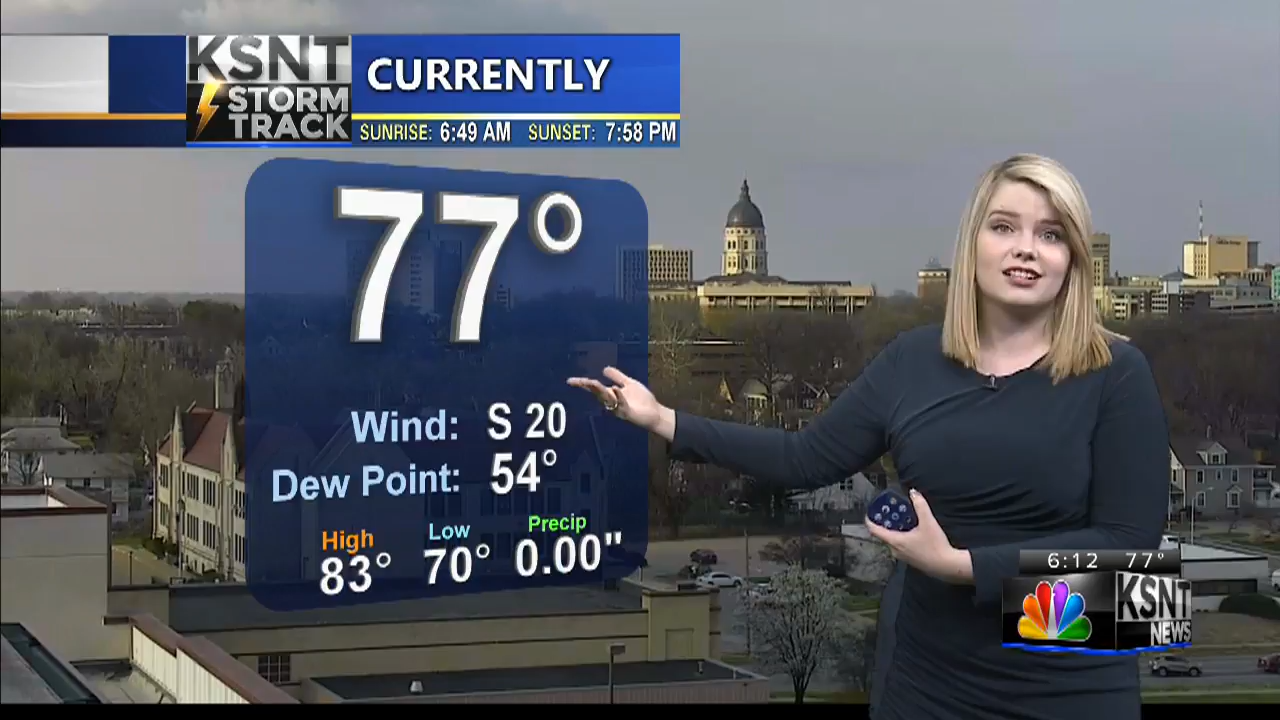 KSNT
STORM
TRACK
CURRENTLY
SUNRISE: 6:49 AM SUNSET: 7:58 PM
77°
Wind: S 20
Dew Point: 54°
High Low Precip
83° 70° 0.00"
6:12 77°
KSNT
NEWS